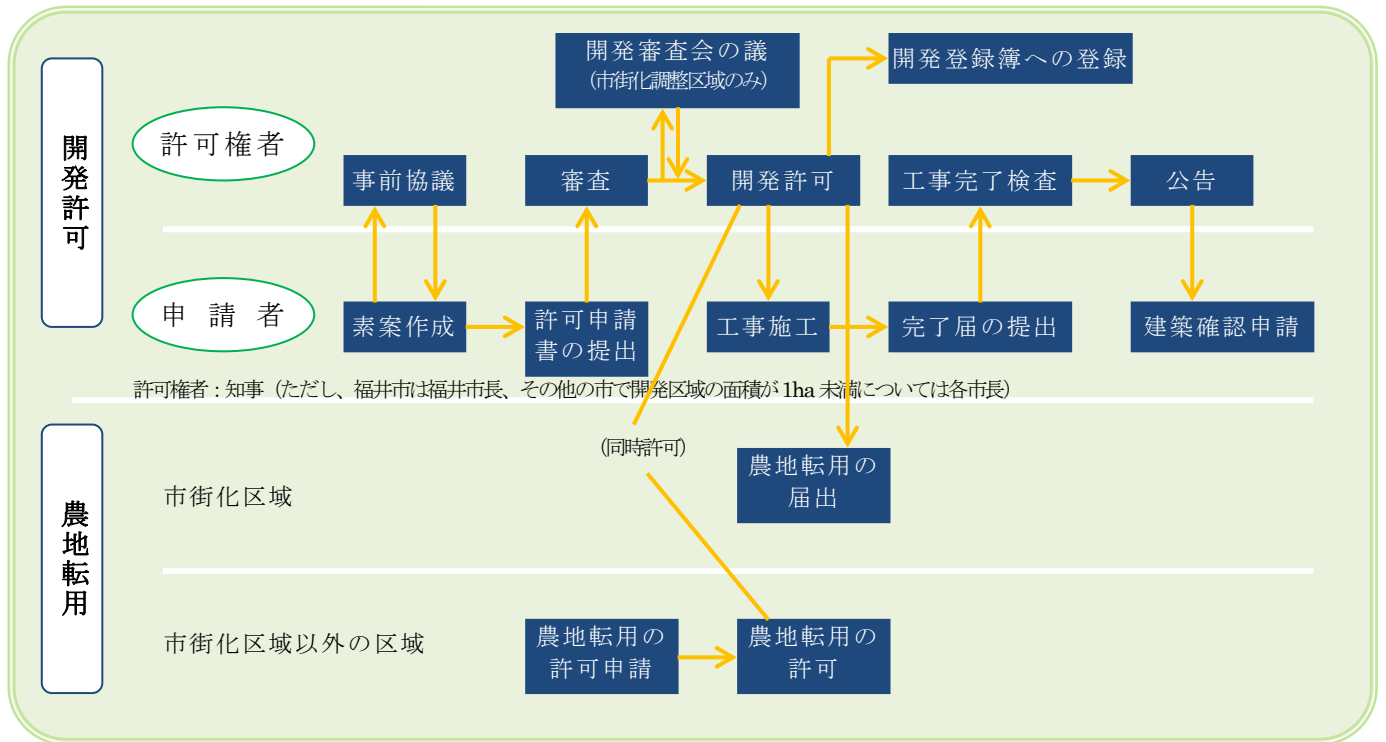 開発許可
許可権者
開発審査会の議
(市街化調整区域のみ)
開発登録簿への登録
事前協議
審査
開発許可
工事完了検査
公告
申請者
素案作成
許可申請
書の提出
工事施工
完了届の提出
建築確認申請
許可権者：知事（ただし、福井市は福井市長、その他の市で開発区域の面積が1ha未満については各市長）
農地転用
(同時許可)
市街化区域
農地転用の
届出
市街化区域以外の区域
農地転用の
許可申請
農地転用の
許可